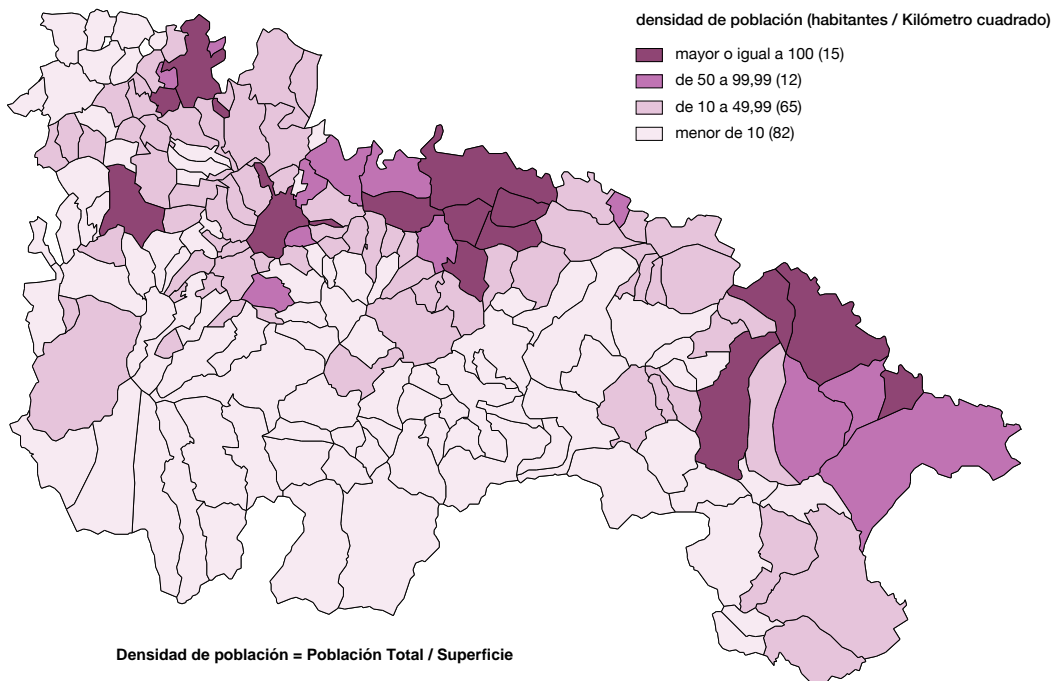 densidad de población (habitantes / Kilómetro cuadrado)
mayor o igual a 100 (15)
de 50 a 99,99 (12)
de 10 a 49,99 (65)
menor de 10 (82)
Densidad de población = Población Total / Superficie